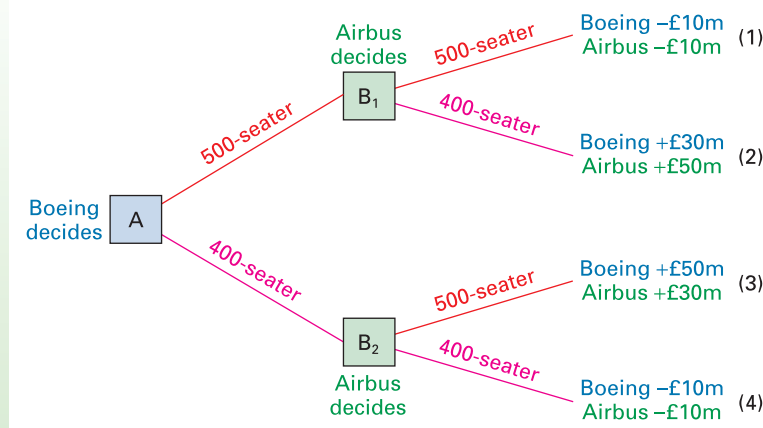 Airbus
decides
B₁
500-seater
500-seater
Boeing –£10m
Airbus –£10m
(1)
400-seater
Boeing +£30m
Airbus +£50m
(2)
Boeing
decides
A
400-seater
B₂
Airbus
decides
500-seater
Boeing +£50m
Airbus +£30m
(3)
400-seater
Boeing –£10m
Airbus –£10m
(4)